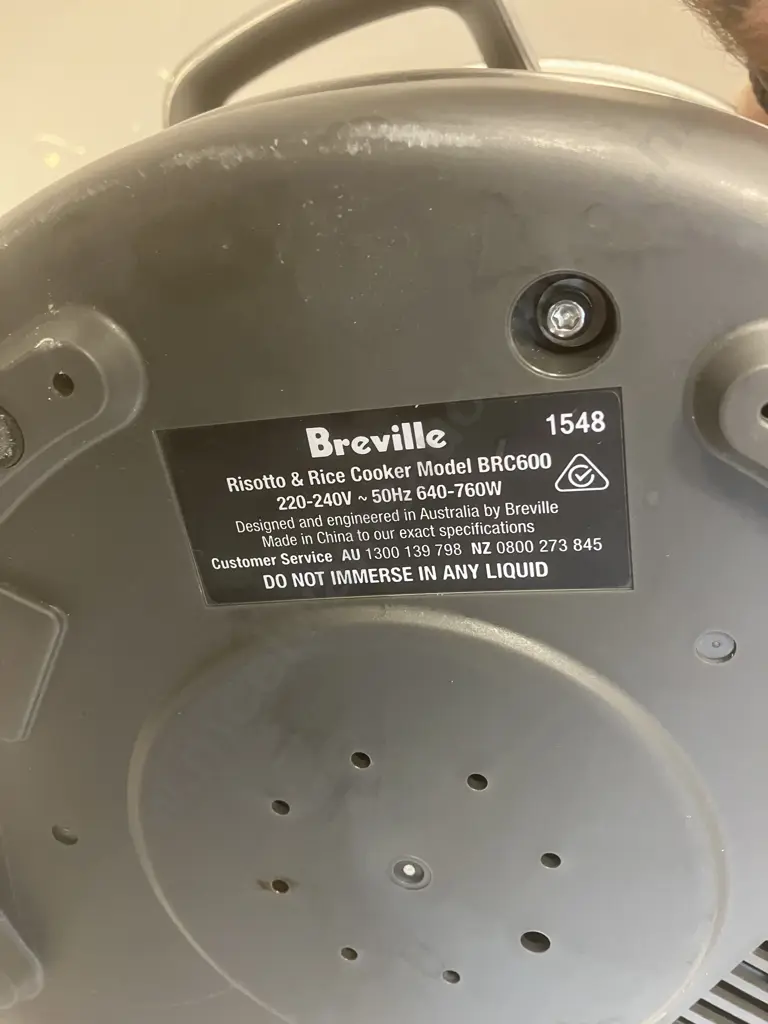 Breville 1548
Risotto & Rice Cooker Model BRC600
220-240V ~ 50Hz 640-760W
Designed and engineered in Australia by Breville
Made in China to our exact specifications
Customer Service AU 1300 139 798 NZ 0800 273 845
DO NOT IMMERSE IN ANY LIQUID